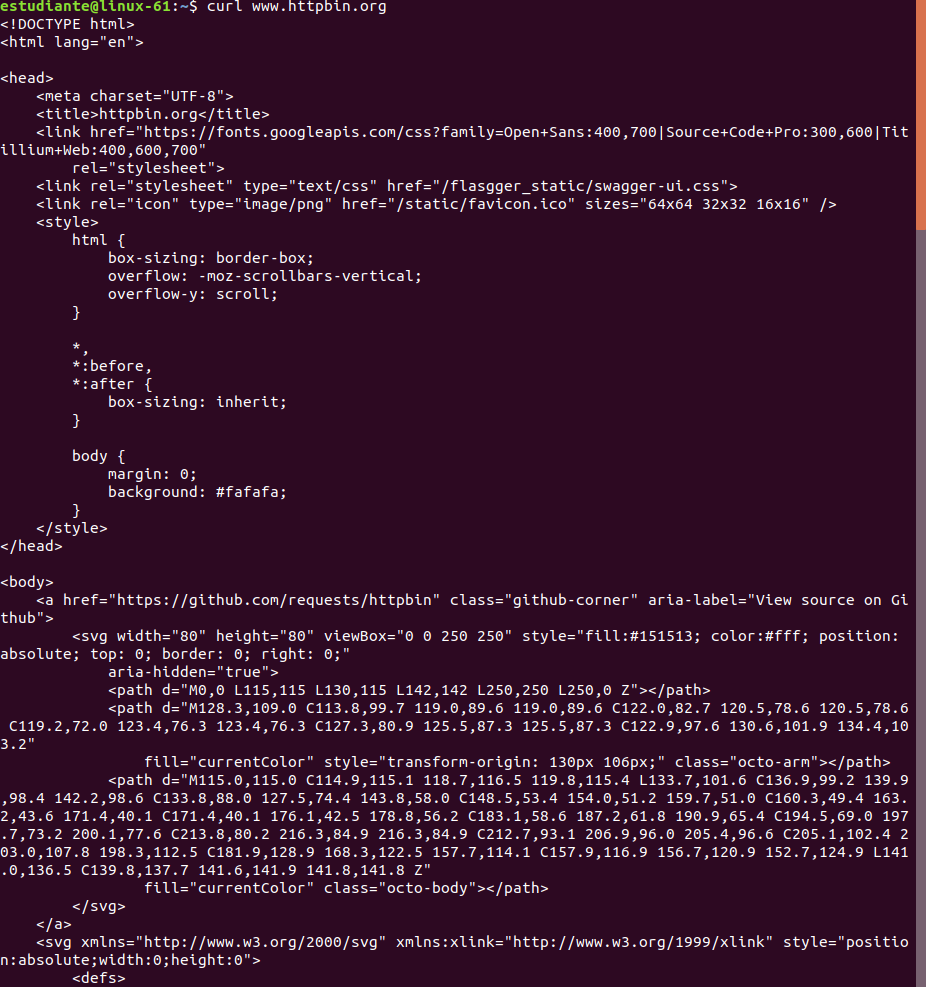 estudiante@linux-61:~$ curl www.httpbin.org
<!DOCTYPE html>
<html lang="en">

<head>
    <meta charset="UTF-8">
    <title>httpbin.org</title>
    <link href="https://fonts.googleapis.com/css?family=Open+Sans:400,700|Source+Code+Pro:300,600|Tit
illium+Web:400,600,700"
        rel="stylesheet">
    <link rel="stylesheet" type="text/css" href="/flasgger_static/swagger-ui.css">
    <link rel="icon" type="image/png" href="/static/favicon.ico" sizes="64x64 32x32 16x16" />
    <style>
        html {
            box-sizing: border-box;
            overflow: -moz-scrollbars-vertical;
            overflow-y: scroll;
        }

        *,
        *:before,
        *:after {
            box-sizing: inherit;
        }

        body {
            margin: 0;
            background: #fafafa;
        }
    </style>
</head>

<body>
    <a href="https://github.com/requests/httpbin" class="github-corner" aria-label="View source on Gi
thub">
        <svg width="80" height="80" viewBox="0 0 250 250" style="fill:#151513; color:#fff; position: 
absolute; top: 0; border: 0; right: 0;"
            aria-hidden="true">
            <path d="M0,0 L115,115 L130,115 L142,142 L250,250 L250,0 Z"></path>
            <path d="M128.3,109.0 C113.8,99.7 119.0,89.6 119.0,89.6 C122.0,82.7 120.5,78.6 120.5,78.6
 C119.2,72.0 123.4,76.3 123.4,76.3 C127.3,80.9 125.5,87.3 125.5,87.3 C122.9,97.6 130.6,101.9 134.4,10
3.2"
                fill="currentColor" style="transform-origin: 130px 106px;" class="octo-arm"></path>
            <path d="M115.0,115.0 C114.9,115.1 118.7,116.5 119.8,115.4 L133.7,101.6 C136.9,99.2 139.9
,98.4 142.2,98.6 C133.8,88.0 127.5,74.4 143.8,58.0 C148.5,53.4 154.0,51.2 159.7,51.0 C160.3,49.4 163.
2,43.6 171.4,40.1 C171.4,40.1 176.1,42.5 178.8,56.2 C183.1,58.6 187.2,61.8 190.9,65.4 C194.5,69.0 197
.7,73.2 200.1,77.6 C213.8,80.2 216.3,84.9 216.3,84.9 C212.7,93.1 206.9,96.0 205.4,96.6 C205.1,102.4 2
03.0,107.8 198.3,112.5 C181.9,128.9 168.3,122.5 157.7,114.1 C157.9,116.9 156.7,120.9 152.7,124.9 L141
.0,136.5 C139.8,137.7 141.6,141.9 141.8,141.8 Z"
                fill="currentColor" class="octo-body"></path>
        </svg>
    </a>
    <svg xmlns="http://www.w3.org/2000/svg" xmlns:xlink="http://www.w3.org/1999/xlink" style="positio
n:absolute;width:0;height:0">
        <defs>